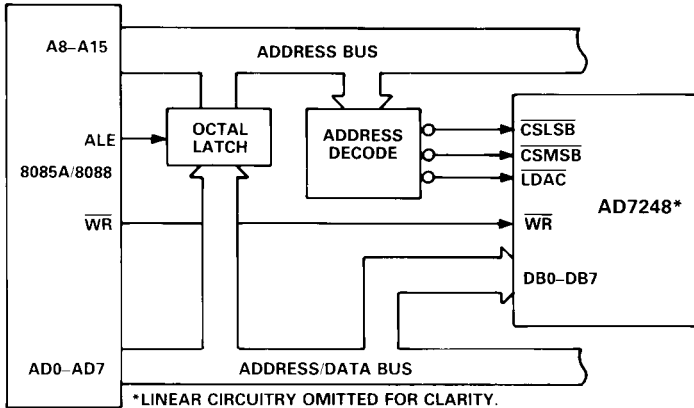 A8–A15
ADDRESS BUS
ALE
OCTAL
LATCH
ADDRESS
DECODE
CSLSB
CSMSB
LDAC
8085A/8088
AD7248*
WR
WR
DB0–DB7
AD0–AD7
ADDRESS/DATA BUS
*LINEAR CIRCUITRY OMITTED FOR CLARITY.